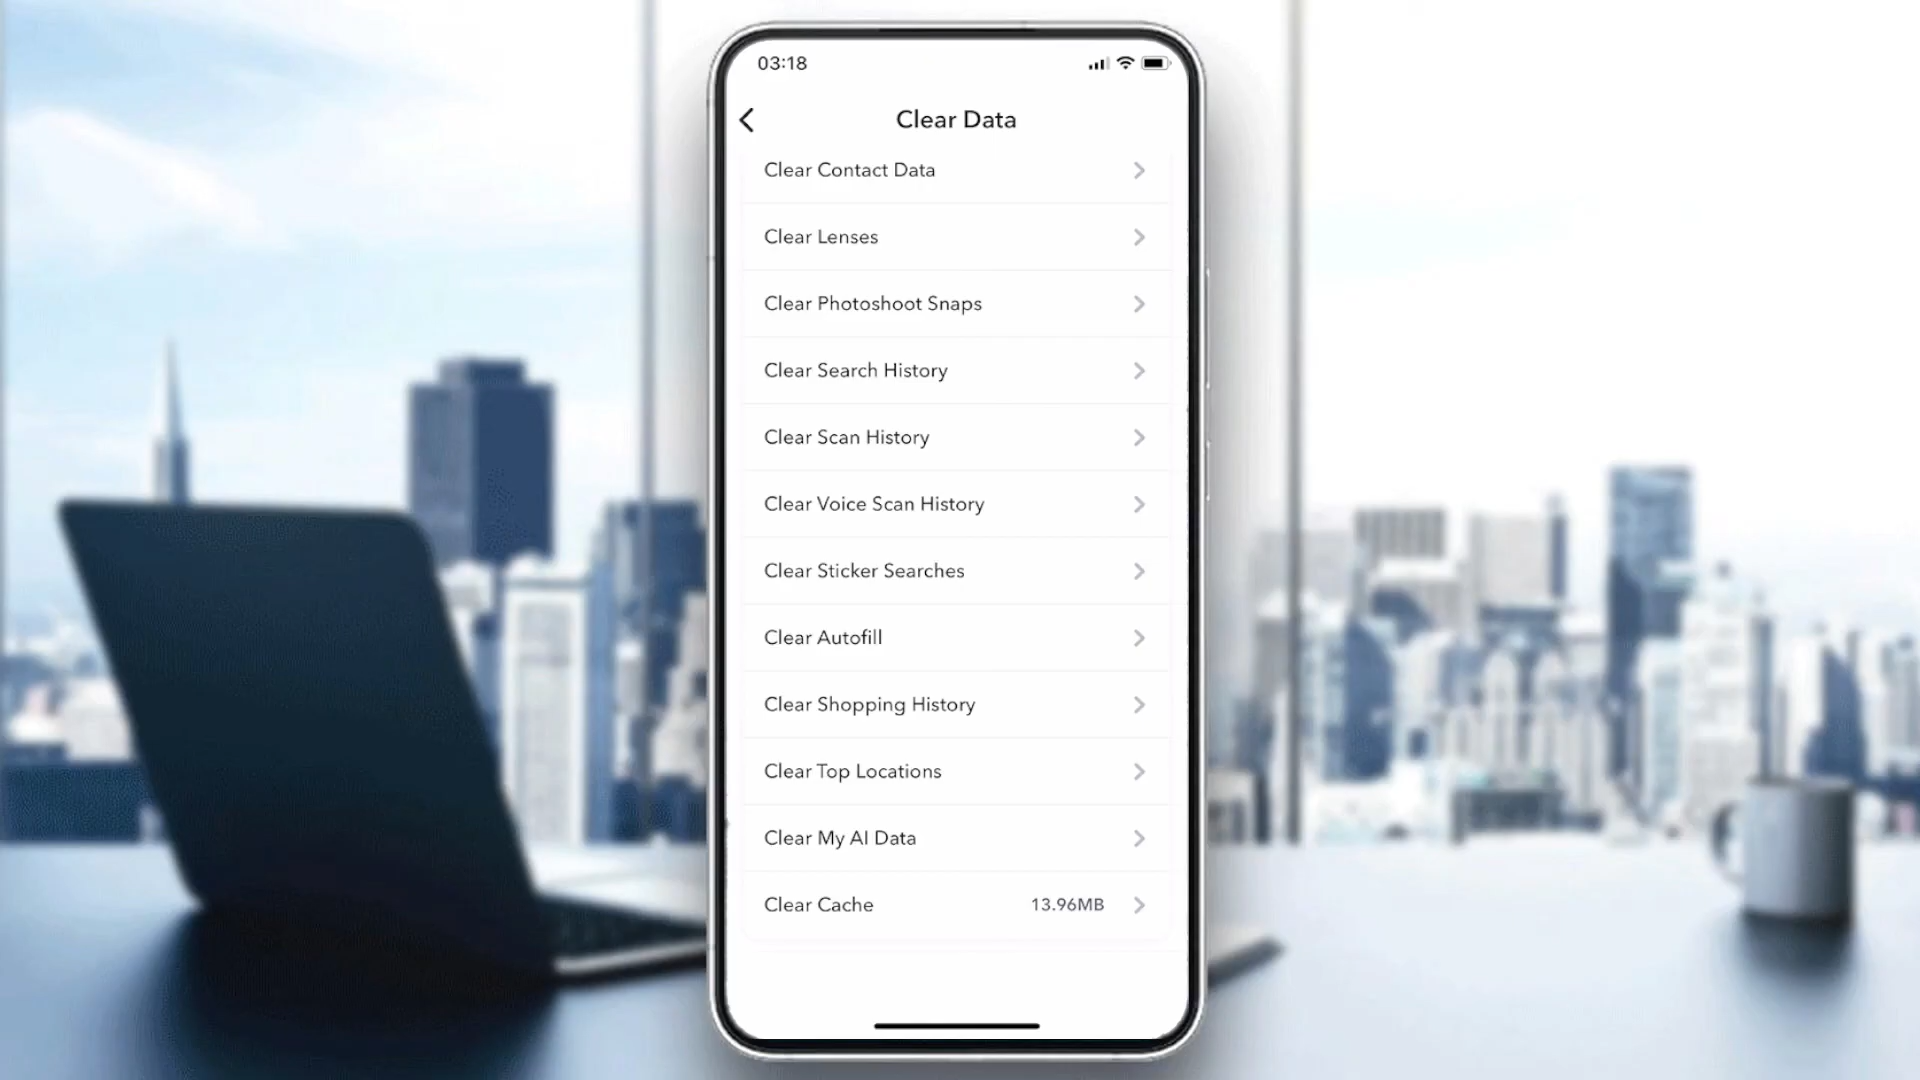 03:18
Clear Data
Clear Contact Data
Clear Lenses
Clear Photoshoot Snaps
Clear Search History
Clear Scan History
Clear Voice Scan History
Clear Sticker Searches
Clear Autofill
Clear Shopping History
Clear Top Locations
Clear My AI Data
Clear Cache 13.96MB